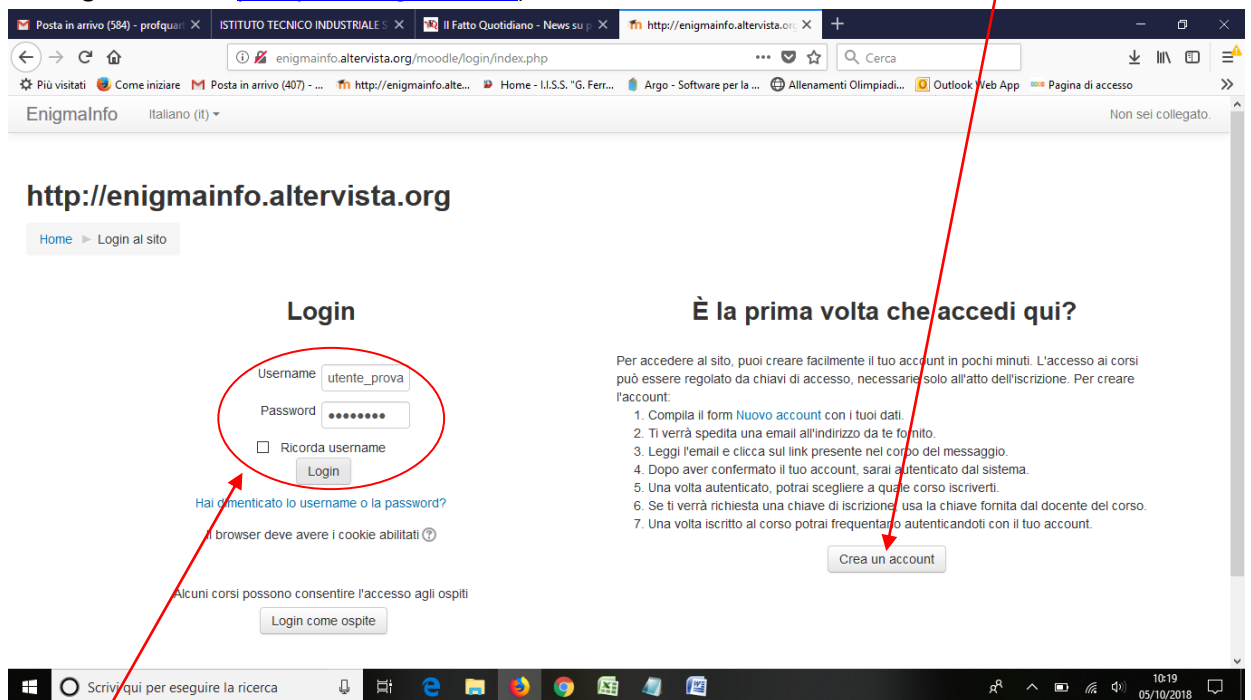 Posta in arrivo (584) - profquar
ISTITUTO TECNICO INDUSTRIALE S
Il Fatto Quotidiano - News su p
http://enigmainfo.altervista.org
enigmainfo.altervista.org/moodle/login/index.php
Cerca
Più visitati Come iniziare Posta in arrivo (407) - ... http://enigmainfo.alte... Home - I.I.S.S. "G. Ferr... Argo - Software per la ... Allenamenti Olimpiadi... Outlook Web App Pagina di accesso
EnigmaInfo Italiano (it) Non sei collegato.
http://enigmainfo.altervista.org
Home ► Login al sito
Login
Username utente_prova
Password ••••••••
Ricorda username
Login
Hai dimenticato lo username o la password?
Il browser deve avere i cookie abilitati
Alcuni corsi possono consentire l'accesso agli ospiti
Login come ospite
È la prima volta che accedi qui?
Per accedere al sito, puoi creare facilmente il tuo account in pochi minuti. L'accesso ai corsi
può essere regolato da chiavi di accesso, necessarie solo all'atto dell'iscrizione. Per creare
l'account:
1. Compila il form Nuovo account con i tuoi dati.
2. Ti verrà spedita una email all'indirizzo da te fornito.
3. Leggi l'email e clicca sul link presente nel corpo del messaggio.
4. Dopo aver confermato il tuo account, sarai autenticato dal sistema.
5. Una volta autenticato, potrai scegliere a quale corso iscriverti.
6. Se ti verrà richiesta una chiave di iscrizione, usa la chiave fornita dal docente del corso.
7. Una volta iscritto al corso potrai frequentarlo autenticandoti con il tuo account.
Crea un account
Scrivi qui per eseguire la ricerca
10:19
05/10/2018